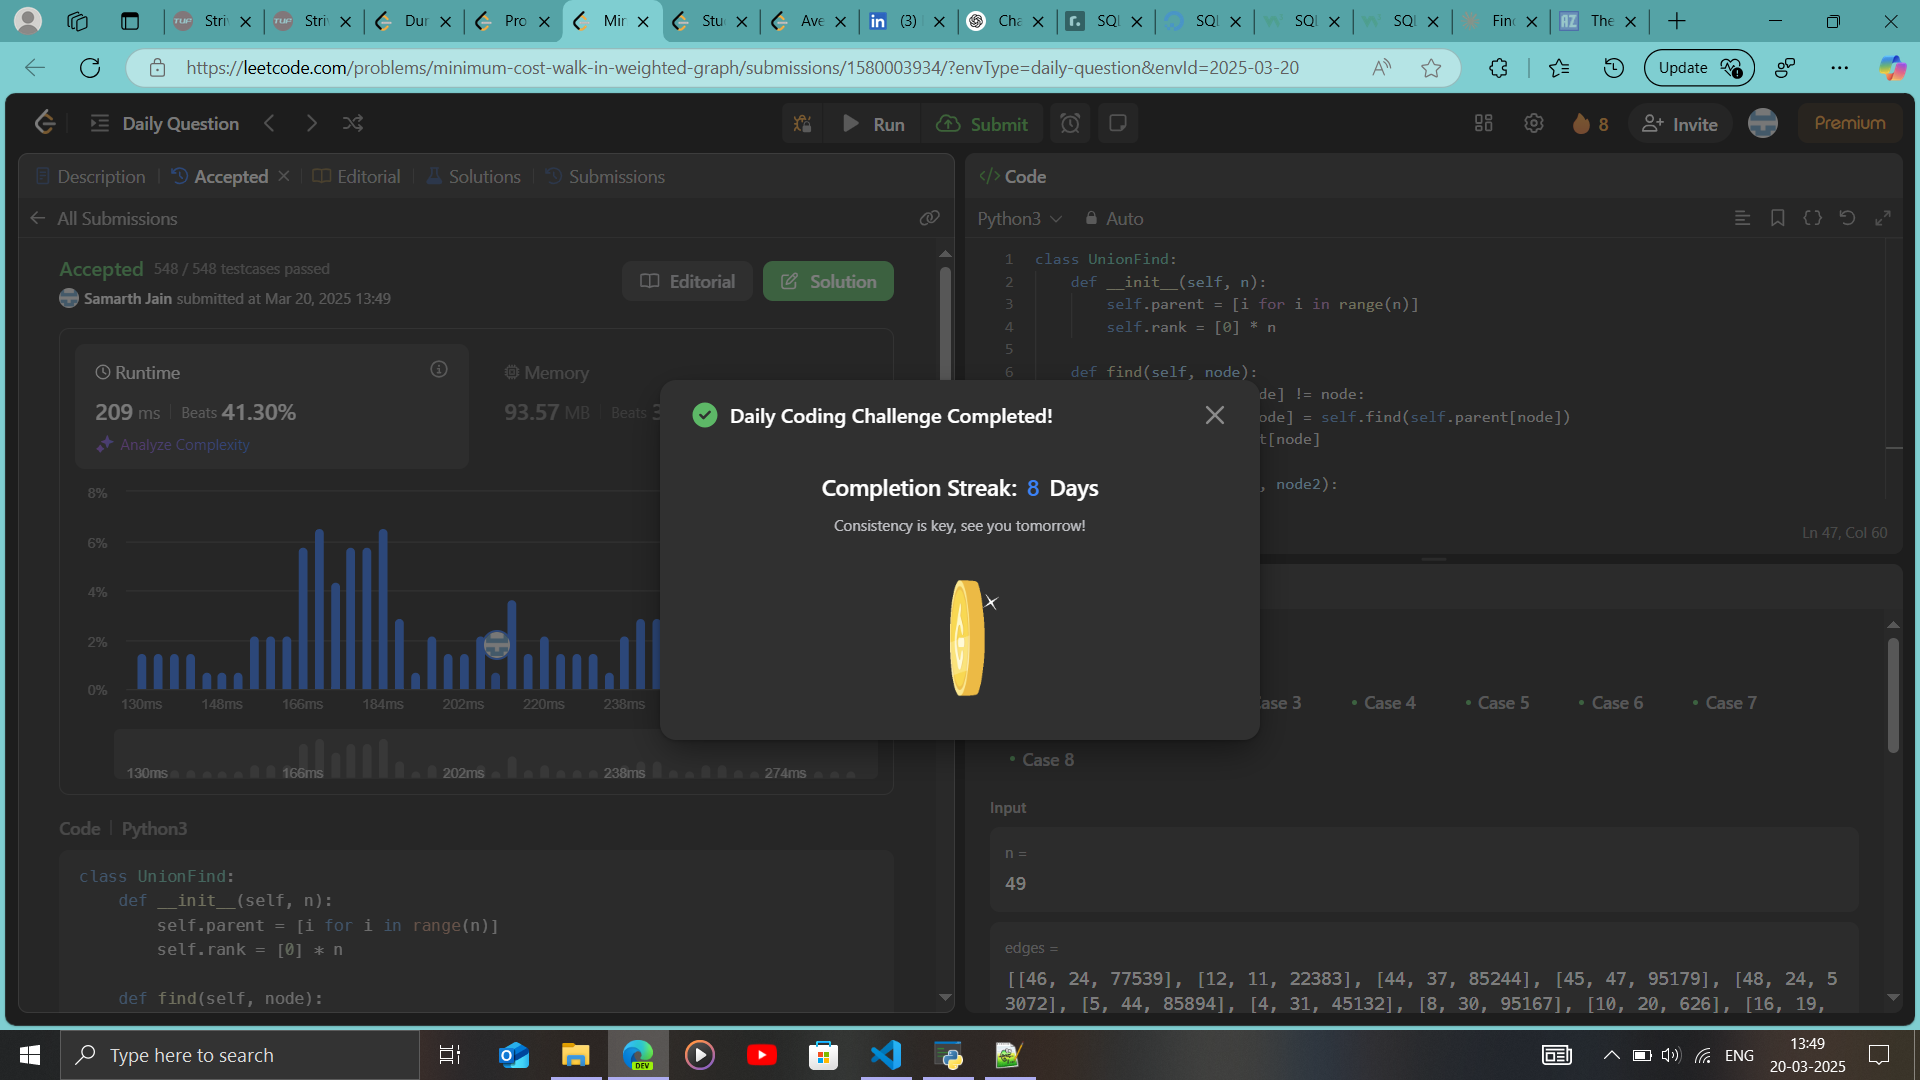 Striv
Striv
Dur
Pro
Mir
Stu
Ave
(3)
Cha
SQL
SQL
SQL
SQL
Find
The
https://leetcode.com/problems/minimum-cost-walk-in-weighted-graph/submissions/1580003934/?envType=daily-question&envId=2025-03-20
Update
Daily Question
Run
Submit
8
Invite
Premium
Description
Accepted
Editorial
Solutions
Submissions
All Submissions
Accepted 548 / 548 testcases passed
Samarth Jain submitted at Mar 20, 2025 13:49
Editorial
Solution
Runtime
209 ms
Beats 41.30%
Analyze Complexity
Memory
93.57 MB
Beats
8%
6%
4%
2%
0%
130ms 148ms 166ms 184ms 202ms 220ms 238ms
130ms 166ms 202ms 238ms 274ms
Code | Python3
class UnionFind:
def __init__(self, n):
self.parent = [i for i in range(n)]
self.rank = [0] * n
def find(self, node):
Daily Coding Challenge Completed!
Completion Streak: 8 Days
Consistency is key, see you tomorrow!
</> Code
Python3
Auto
1 class UnionFind:
2 def __init__(self, n):
3 self.parent = [i for i in range(n)]
4 self.rank = [0] * n
5
6 def find(self, node):
de] != node:
ode] = self.find(self.parent[node])
t[node]
, node2):
Ln 47, Col 60
ase 3
Case 4
Case 5
Case 6
Case 7
Case 8
Input
n =
49
edges =
[[46, 24, 77539], [12, 11, 22383], [44, 37, 85244], [45, 47, 95179], [48, 24, 5
3072], [5, 44, 85894], [4, 31, 45132], [8, 30, 95167], [10, 20, 626], [16, 19,
Type here to search
DEV
ENG
13:49
20-03-2025